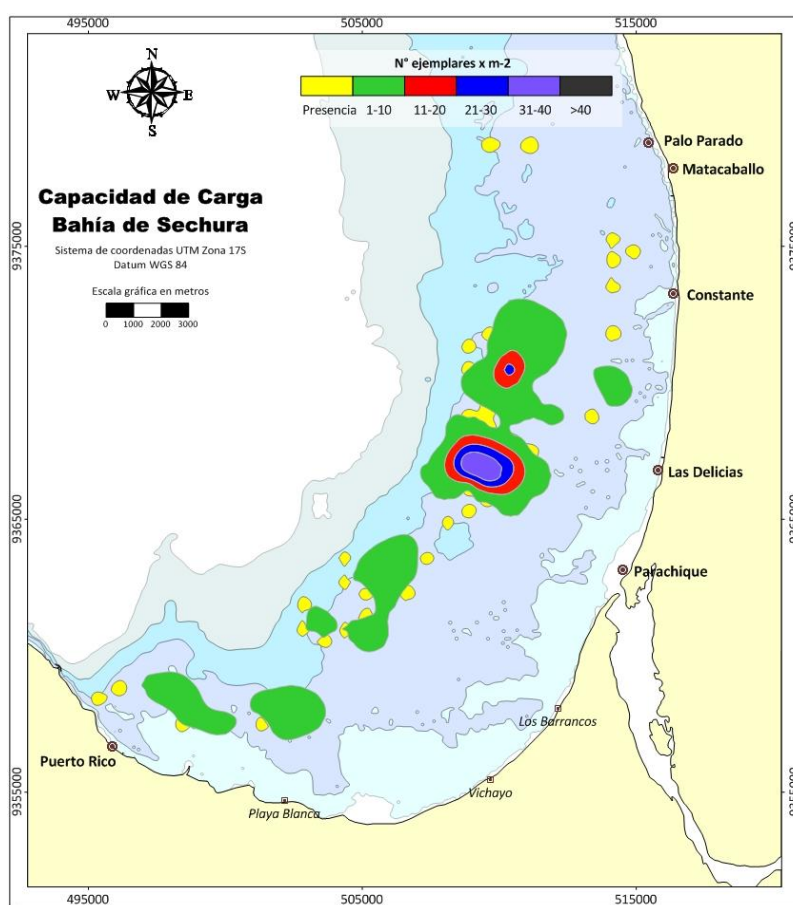 495000
505000
515000
N
W
E
S
N° ejemplares x m-2
Presencia
1-10
11-20
21-30
31-40
>40
Capacidad de Carga
Bahía de Sechura
Sistema de coordenadas UTM Zona 17S
Datum WGS 84
Escala gráfica en metros
0 1000 2000 3000
Palo Parado
Matacaballo
9375000
9375000
Constante
Las Delicias
9365000
9365000
Parachique
Los Barrancos
Puerto Rico
Vichayo
Playa Blanca
9355000
9355000
495000
505000
515000